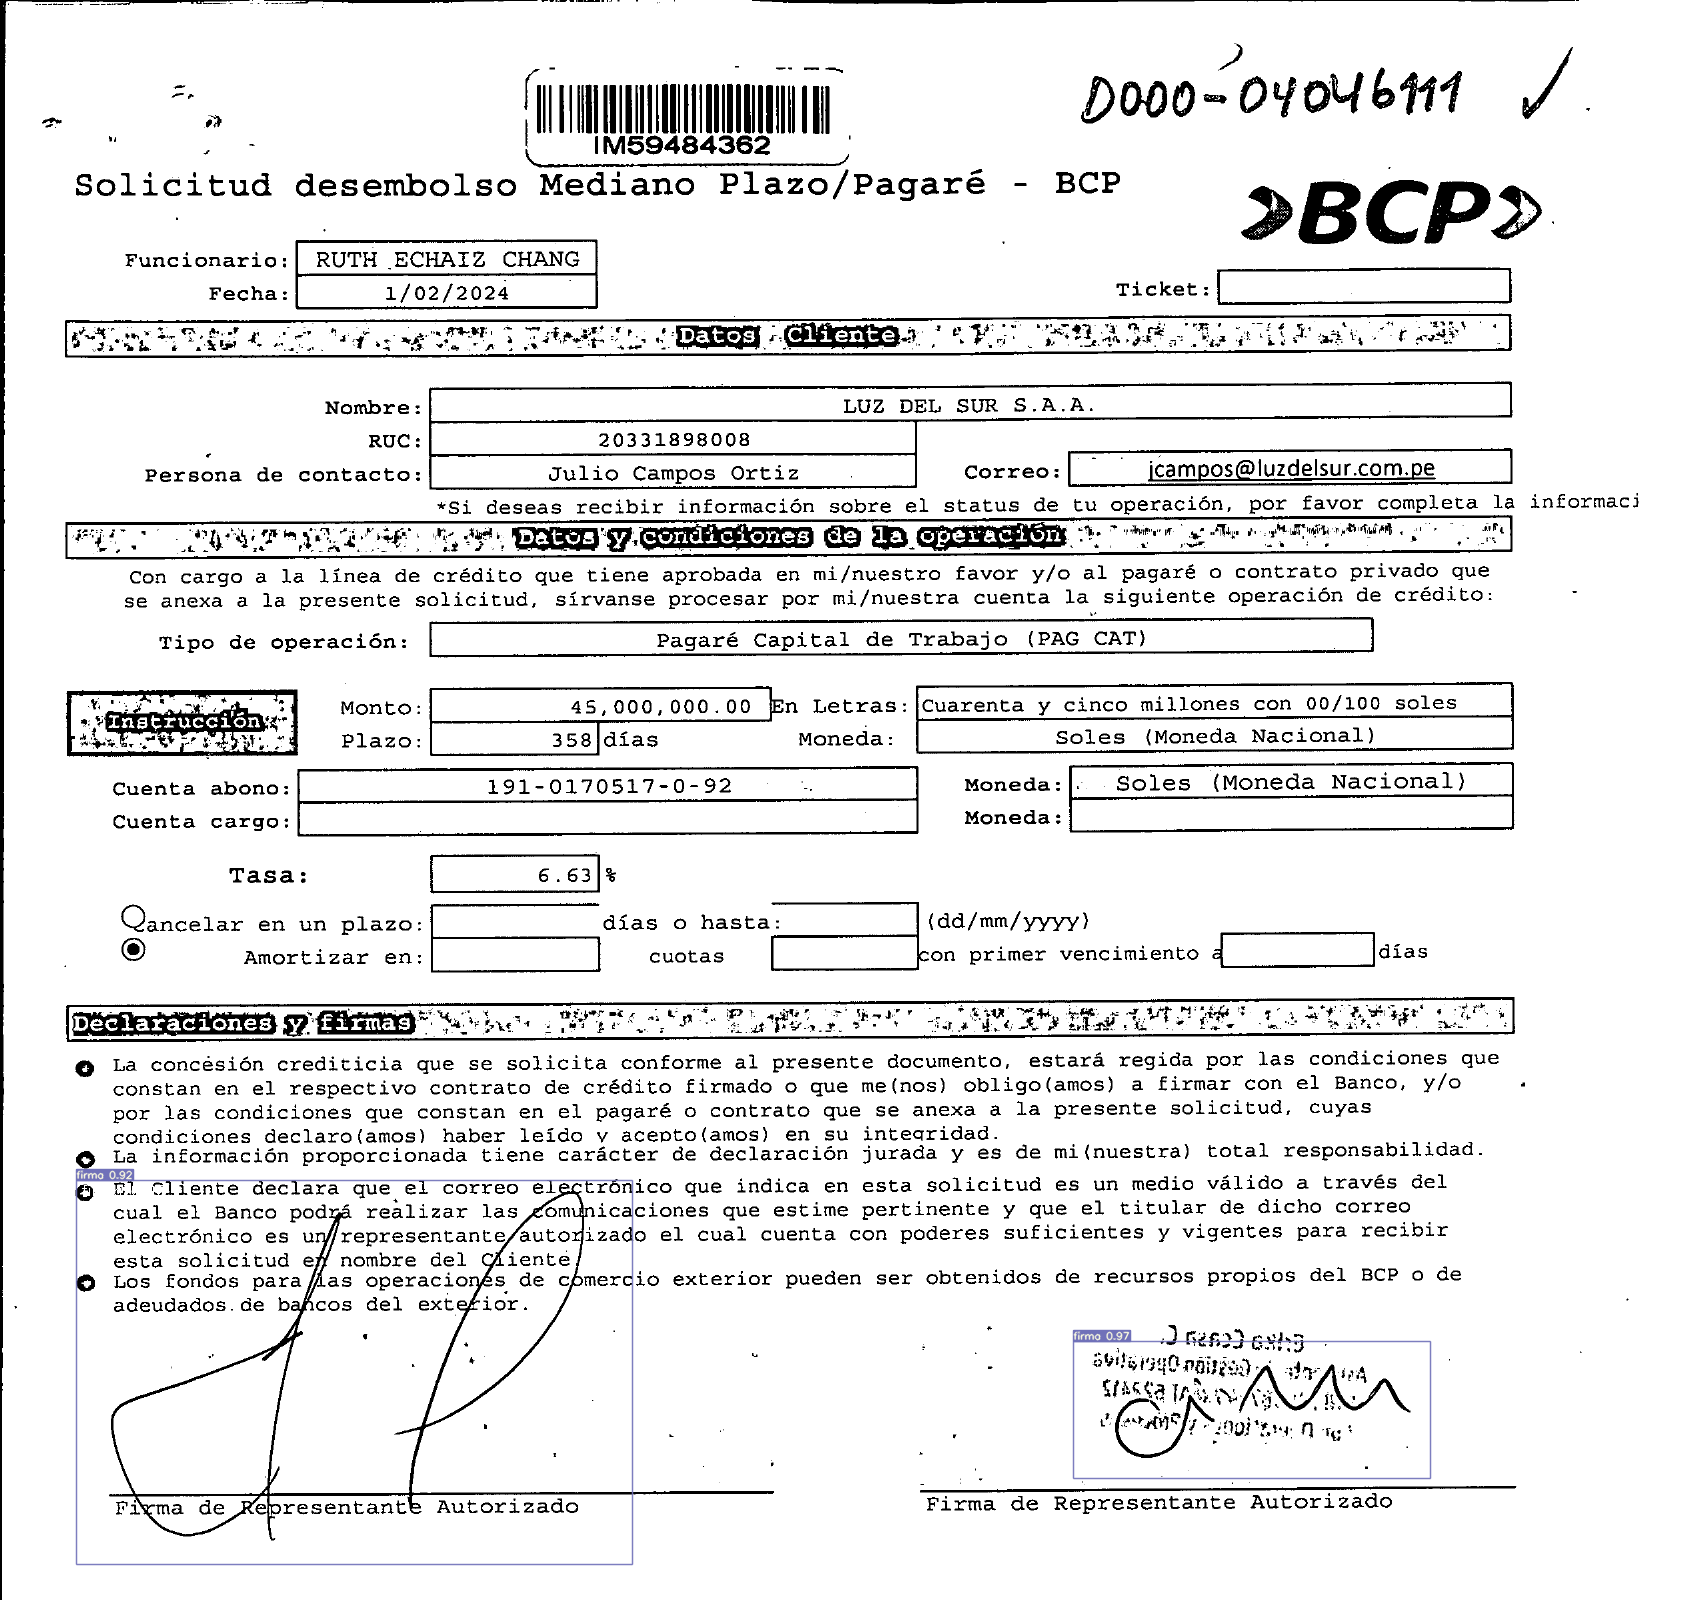 D000-04046111
IM59484362
Solicitud desembolso Mediano Plazo/Pagaré - BCP
BCP
Funcionario: RUTH ECHAIZ CHANG
Fecha: 1/02/2024
Ticket:
Datos Cliente
Nombre: LUZ DEL SUR S.A.A.
RUC: 20331898008
Persona de contacto: Julio Campos Ortiz Correo: jcampos@luzdelsur.com.pe
*Si deseas recibir información sobre el status de tu operación, por favor completa la informaci
Datos y condiciones de la operación
Con cargo a la línea de crédito que tiene aprobada en mi/nuestro favor y/o al pagaré o contrato privado que
se anexa a la presente solicitud, sírvanse procesar por mi/nuestra cuenta la siguiente operación de crédito:
Tipo de operación: Pagaré Capital de Trabajo (PAG CAT)
Instrucción
Monto: 45,000,000.00 En Letras: Cuarenta y cinco millones con 00/100 soles
Plazo: 358 días Moneda: Soles (Moneda Nacional)
Cuenta abono: 191-0170517-0-92 Moneda: Soles (Moneda Nacional)
Cuenta cargo: Moneda:
Tasa: 6.63 %
ancelar en un plazo: días o hasta: (dd/mm/yyyy)
Amortizar en: cuotas con primer vencimiento a días
Declaraciones y firmas
La concesión crediticia que se solicita conforme al presente documento, estará regida por las condiciones que
constan en el respectivo contrato de crédito firmado o que me(nos) obligo(amos) a firmar con el Banco, y/o
por las condiciones que constan en el pagaré o contrato que se anexa a la presente solicitud, cuyas
condiciones declaro(amos) haber leído y acepto(amos) en su integridad.
La información proporcionada tiene carácter de declaración jurada y es de mi(nuestra) total responsabilidad.
firma 0.92
El Cliente declara que el correo electrónico que indica en esta solicitud es un medio válido a través del
cual el Banco podrá realizar las comunicaciones que estime pertinente y que el titular de dicho correo
electrónico es un representante autorizado el cual cuenta con poderes suficientes y vigentes para recibir
esta solicitud en nombre del Cliente
Los fondos para las operaciones de comercio exterior pueden ser obtenidos de recursos propios del BCP o de
adeudados de bancos del exterior.
firma 0.97
Erika Ccasa C.
Gestión Operativa
Firma de Representante Autorizado
Firma de Representante Autorizado